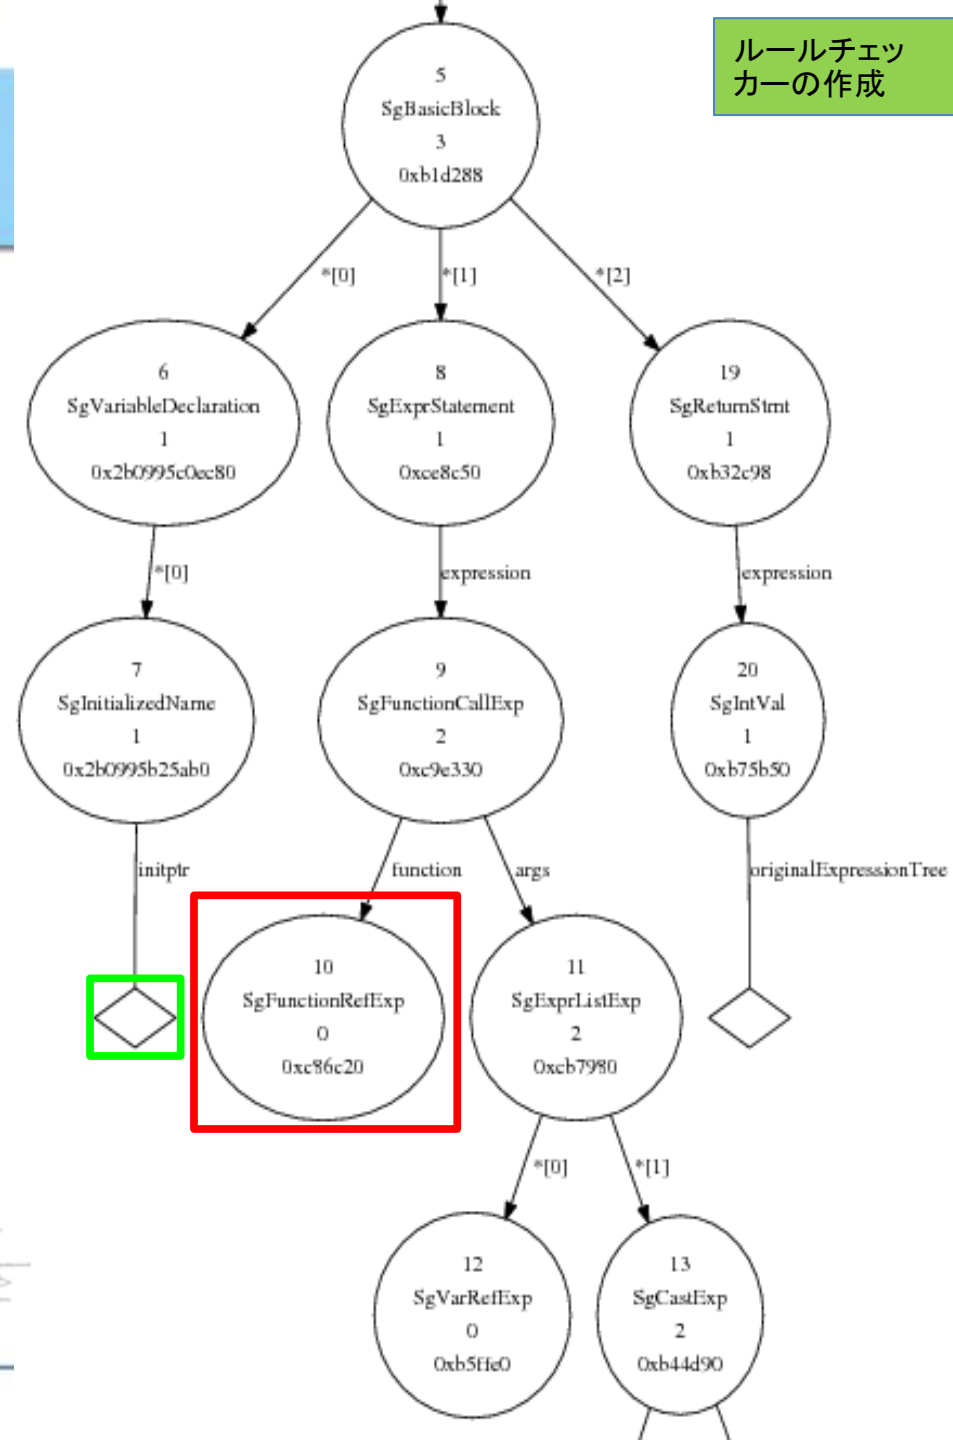 ルールチェッ
カーの作成
5
SgBasicBlock
3
0xb1d288
*[0]
*[1]
*[2]
6
SgVariableDeclaration
1
0x2b0995c0ec80
8
SgExprStatement
1
0xce8c50
19
SgReturnStmt
1
0xb32c98
*[0]
expression
expression
7
SgInitializedName
1
0x2b0995b25ab0
9
SgFunctionCallExp
2
0xc9e330
20
SgIntVal
1
0xb75b50
initptr
function
args
originalExpressionTree
10
SgFunctionRefExp
0
0xc86c20
11
SgExprListExp
2
0xcb7980
*[0]
*[1]
12
SgVarRefExp
0
0xb5ffe0
13
SgCastExp
2
0xb44d90